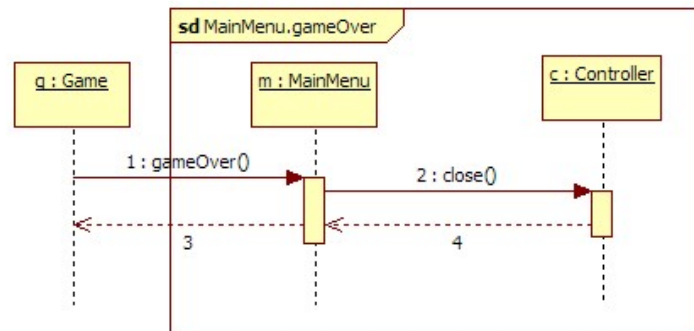 sd MainMenu.gameOver
g : Game
m : MainMenu
c : Controller
1 : gameOver()
2 : close()
3
4